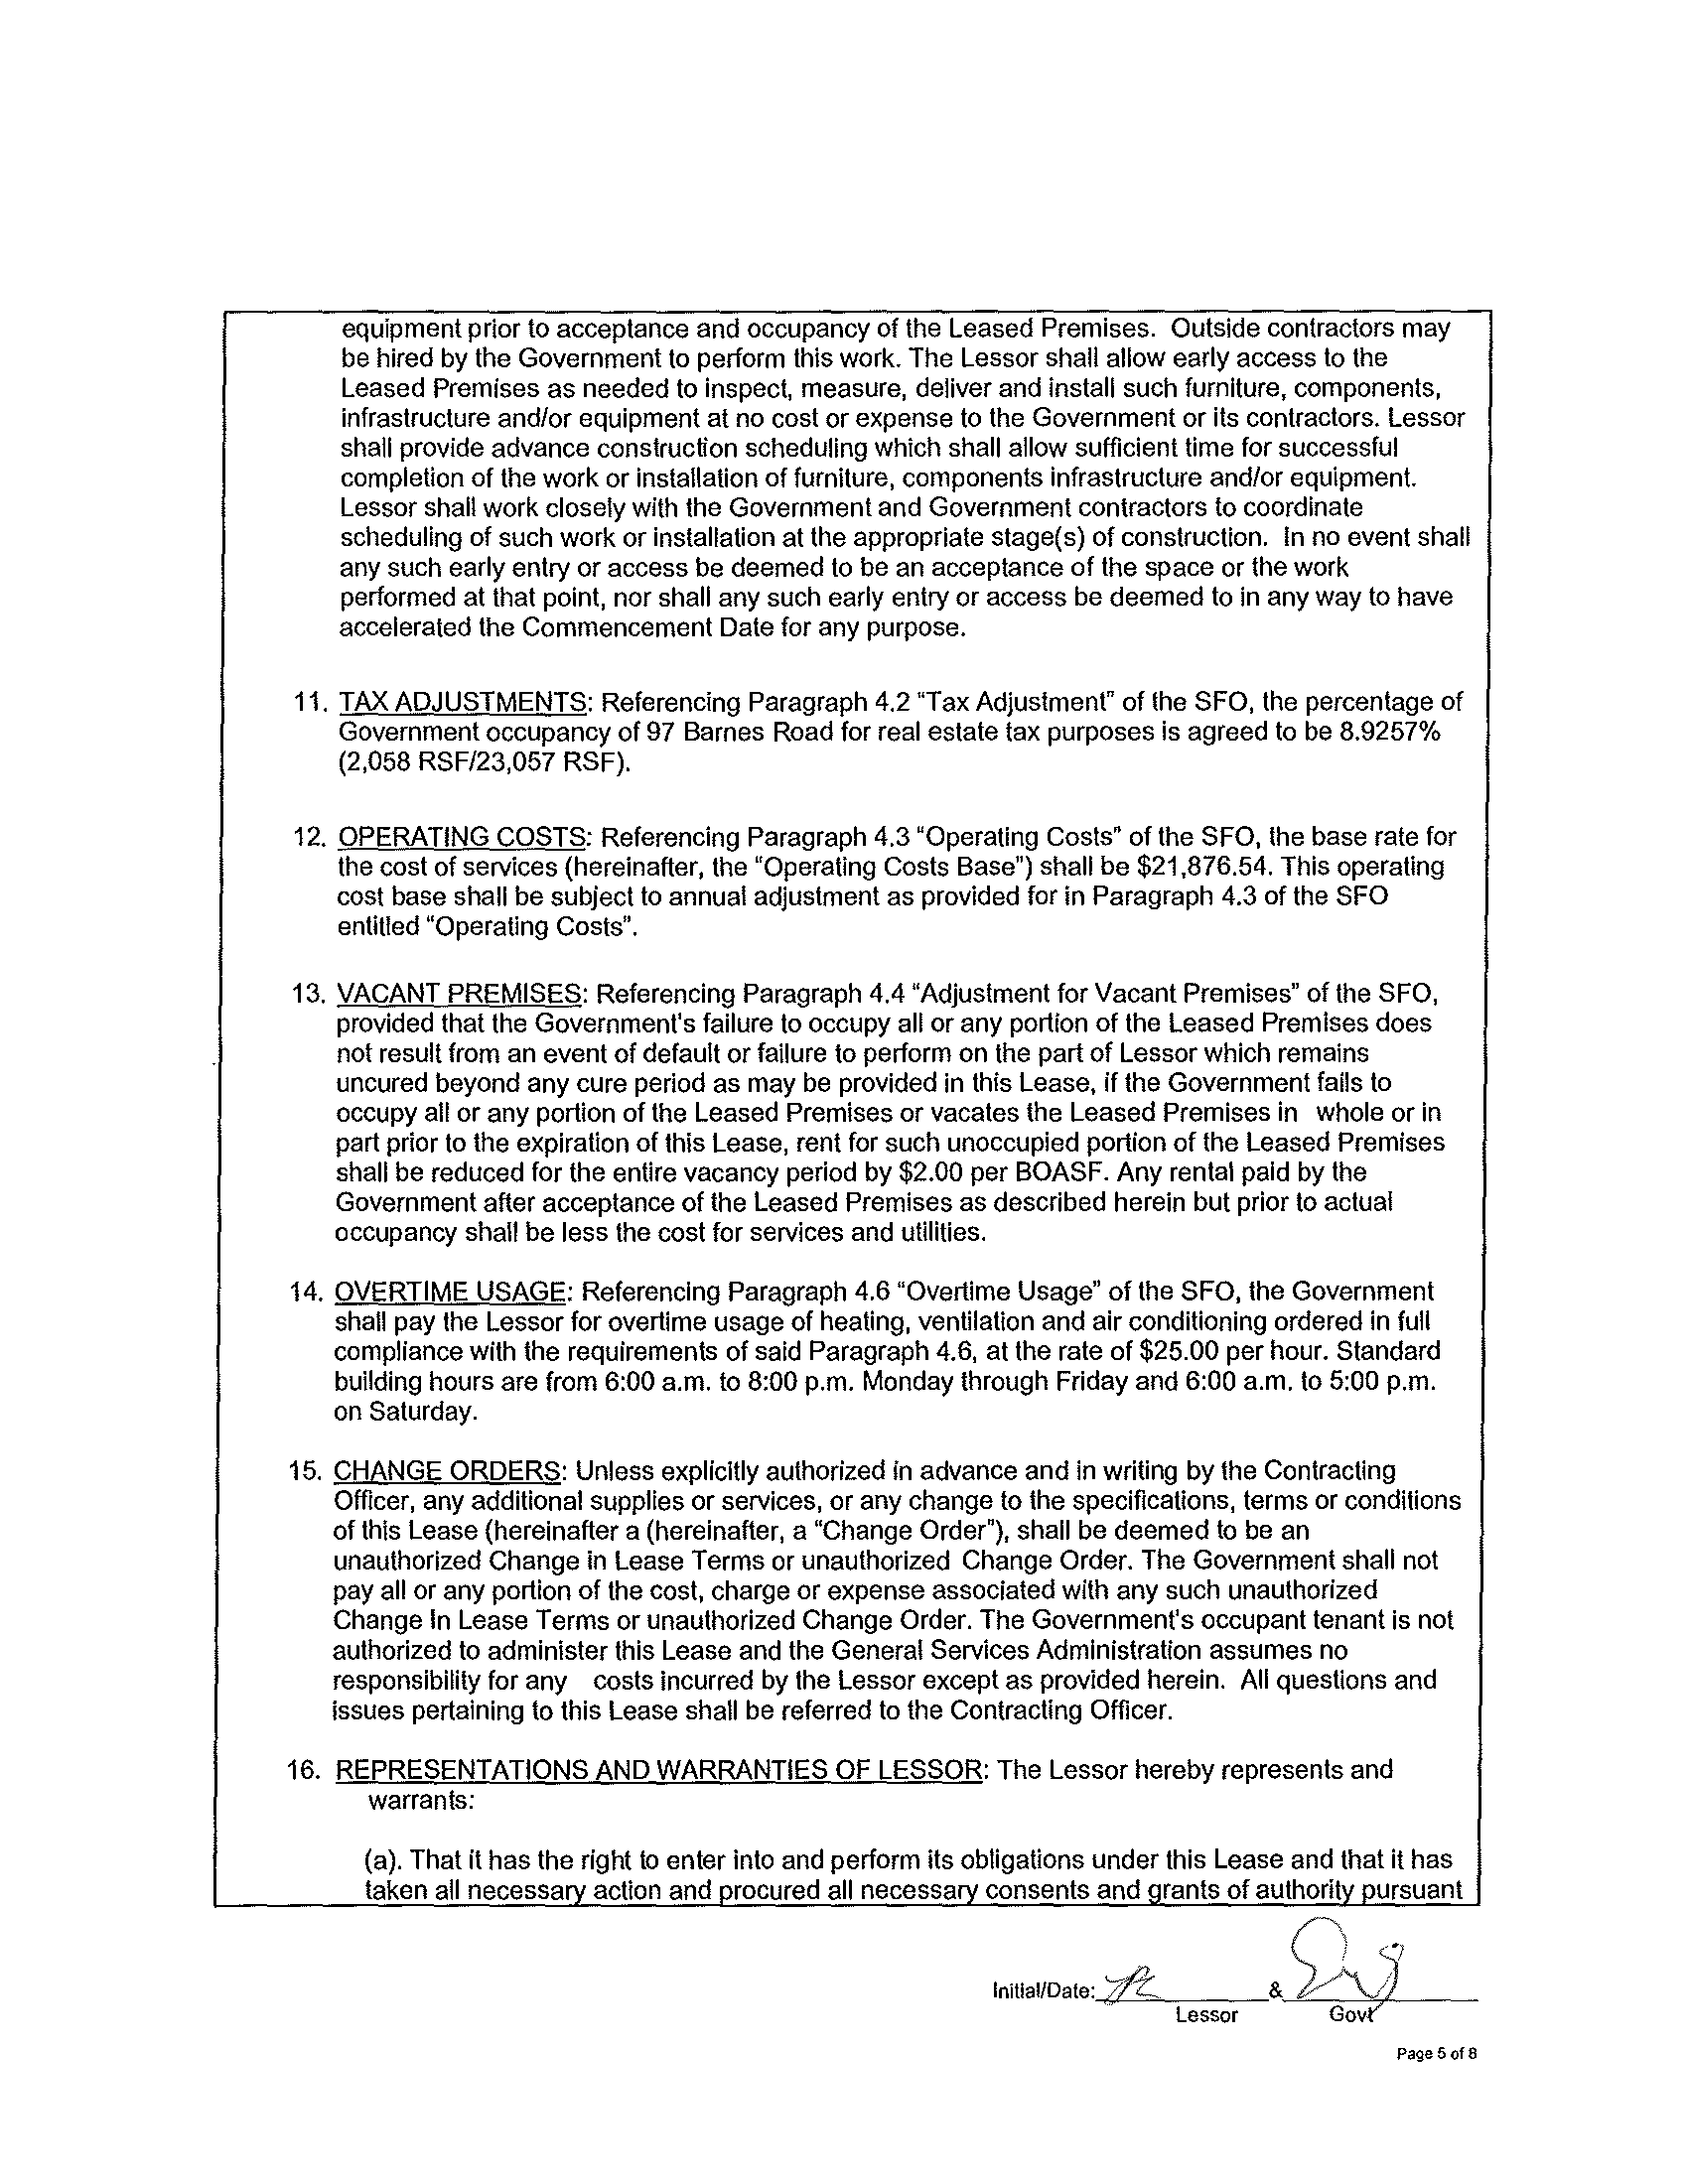 equipment prior to acceptance and occupancy of the Leased Premises. Outside contractors may
be hired by the Government to perform this work. The Lessor shall allow early access to the
Leased Premises as needed to inspect, measure, deliver and install such furniture, components,
infrastructure and/or equipment at no cost or expense to the Government or its contractors. Lessor
shall provide advance construction scheduling which shall allow sufficient time for successful
completion of the work or installation of furniture, components infrastructure and/or equipment.
Lessor shall work closely with the Government and Government contractors to coordinate
scheduling of such work or installation at the appropriate stage(s) of construction. In no event shall
any such early entry or access be deemed to be an acceptance of the space or the work
performed at that point, nor shall any such early entry or access be deemed to in any way to have
accelerated the Commencement Date for any purpose.
11. TAX ADJUSTMENTS: Referencing Paragraph 4.2 "Tax Adjustment" of the SFO, the percentage of
Government occupancy of 97 Barnes Road for real estate tax purposes is agreed to be 8.9257%
(2,058 RSF/23,057 RSF).
12. OPERATING COSTS: Referencing Paragraph 4.3 "Operating Costs" of the SFO, the base rate for
the cost of services (hereinafter, the "Operating Costs Base") shall be $21,876.54. This operating
cost base shall be subject to annual adjustment as provided for in Paragraph 4.3 of the SFO
entitled "Operating Costs".
13. VACANT PREMISES: Referencing Paragraph 4.4 "Adjustment for Vacant Premises" of the SFO,
provided that the Government's failure to occupy all or any portion of the Leased Premises does
not result from an event of default or failure to perform on the part of Lessor which remains
uncured beyond any cure period as may be provided in this Lease, if the Government fails to
occupy all or any portion of the Leased Premises or vacates the Leased Premises in whole or in
part prior to the expiration of this Lease, rent for such unoccupied portion of the Leased Premises
shall be reduced for the entire vacancy period by $2.00 per BOASF. Any rental paid by the
Government after acceptance of the Leased Premises as described herein but prior to actual
occupancy shall be less the cost for services and utilities.
14. OVERTIME USAGE: Referencing Paragraph 4.6 "Overtime Usage" of the SFO, the Government
shall pay the Lessor for overtime usage of heating, ventilation and air conditioning ordered in full
compliance with the requirements of said Paragraph 4.6, at the rate of $25.00 per hour. Standard
building hours are from 6:00 a.m. to 8:00 p.m. Monday through Friday and 6:00 a.m. to 5:00 p.m.
on Saturday.
15. CHANGE ORDERS: Unless explicitly authorized in advance and in writing by the Contracting
Officer, any additional supplies or services, or any change to the specifications, terms or conditions
of this Lease (hereinafter a (hereinafter, a "Change Order"), shall be deemed to be an
unauthorized Change in Lease Terms or unauthorized Change Order. The Government shall not
pay all or any portion of the cost, charge or expense associated with any such unauthorized
Change in Lease Terms or unauthorized Change Order. The Government's occupant tenant is not
authorized to administer this Lease and the General Services Administration assumes no
responsibility for any costs incurred by the Lessor except as provided herein. All questions and
issues pertaining to this Lease shall be referred to the Contracting Officer.
16. REPRESENTATIONS AND WARRANTIES OF LESSOR: The Lessor hereby represents and
warrants:
(a). That it has the right to enter into and perform its obligations under this Lease and that it has
taken all necessary action and procured all necessary consents and grants of authority pursuant
Initial/Date: &
Lessor Govt
Page 5 of 8